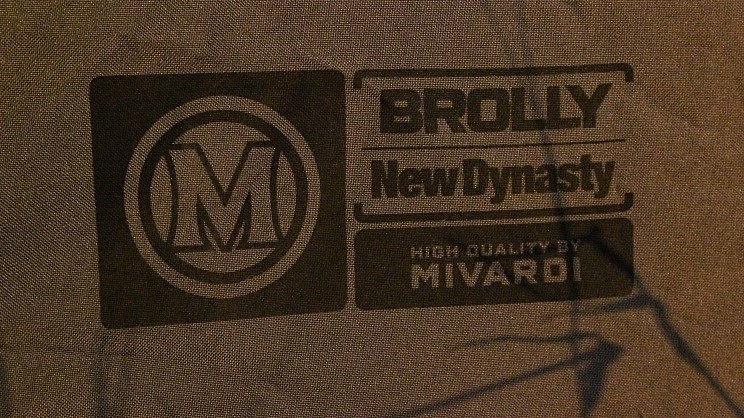 M
BROLLY
New Dynasty
HIGH QUALITY BY
MIVARDI